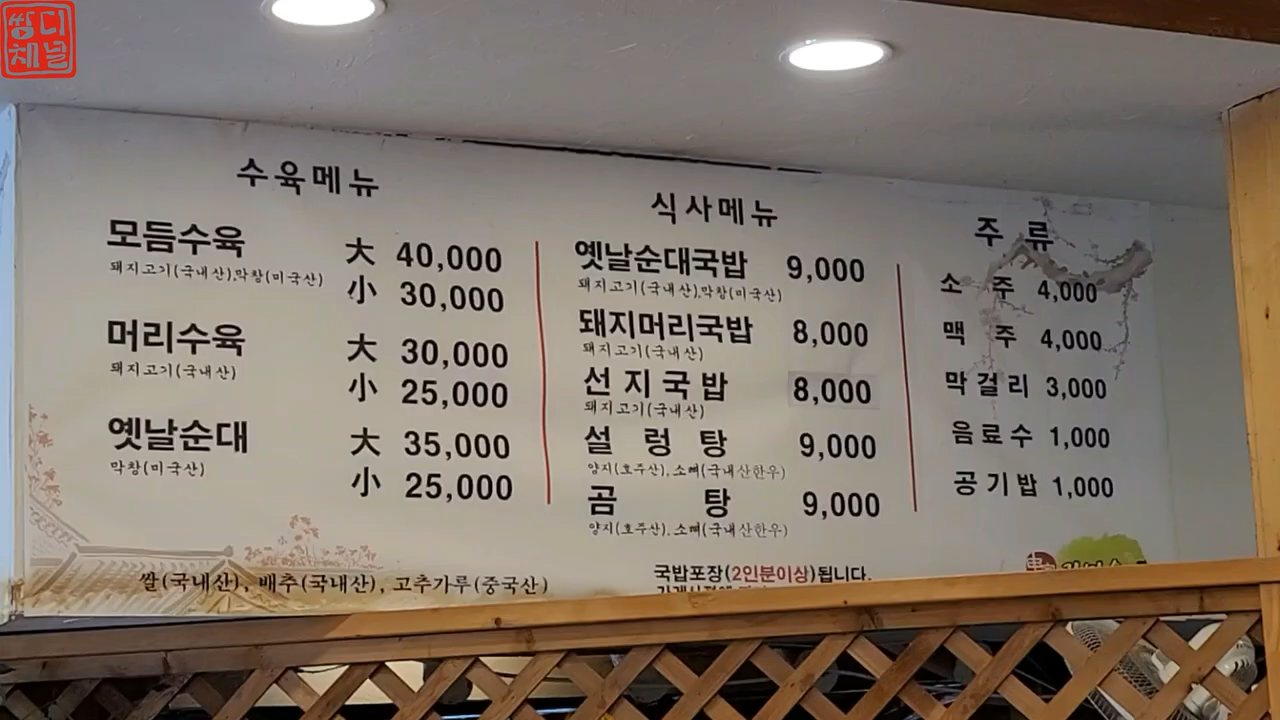 쌍디
채널
수육메뉴
모듬수육 大 40,000
돼지고기(국내산),막창(미국산)
小 30,000
머리수육 大 30,000
돼지고기(국내산)
小 25,000
옛날순대 大 35,000
막창(미국산)
小 25,000
쌀(국내산), 배추(국내산), 고추가루(중국산)
식사메뉴
옛날순대국밥 9,000
돼지고기(국내산),막창(미국산)
돼지머리국밥 8,000
돼지고기(국내산)
선지국밥 8,000
돼지고기(국내산)
설렁탕 9,000
양지(호주산), 소뼈(국내산한우)
곰탕 9,000
양지(호주산), 소뼈(국내산한우)
국밥포장(2인분이상)됩니다.
주류
소주 4,000
맥주 4,000
막걸리 3,000
음료수 1,000
공기밥 1,000